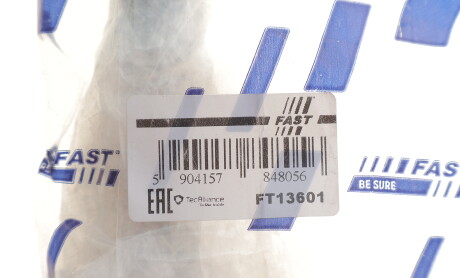 FAST
5 904157 848056
EAC TecAlliance
FT13601
FAST
FAST
BE SURE